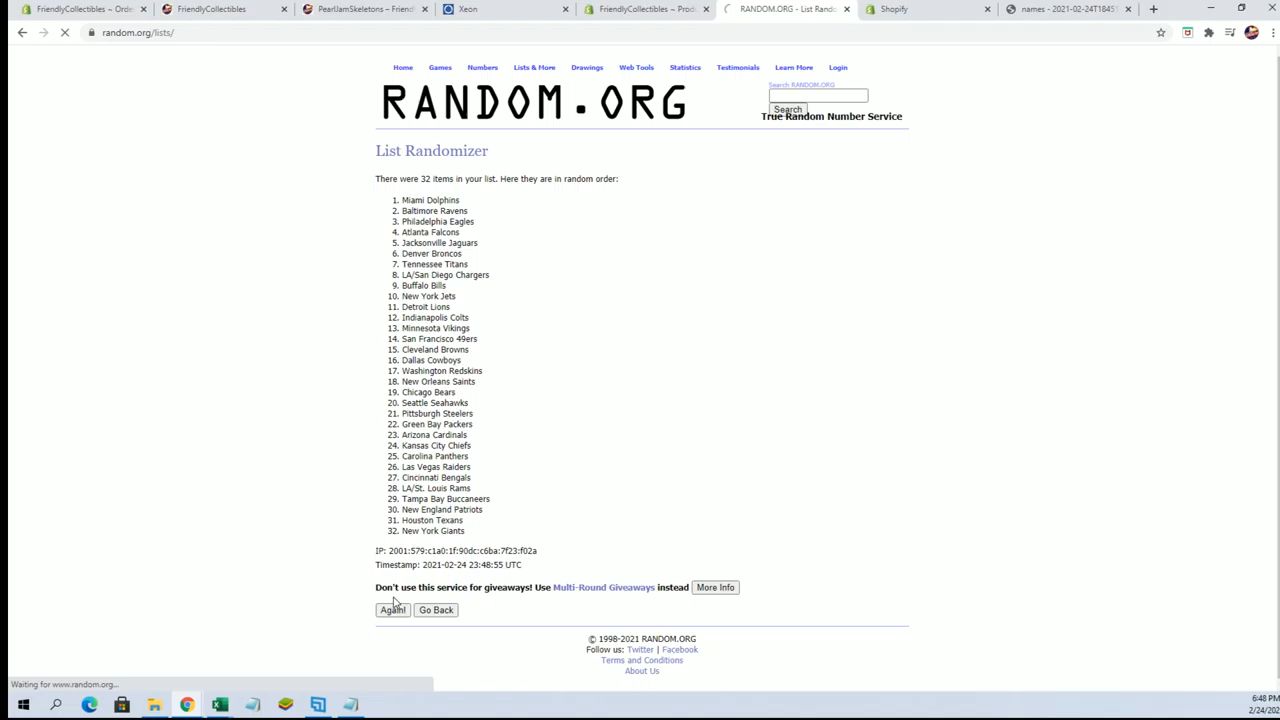 FriendlyCollectibles ~ Orde
FriendlyCollectibles
PearlJamSkeletons – Friendl
Xeon
FriendlyCollectibles ~ Prod
RANDOM.ORG - List Rando
Shopify
names - 2021-02-24T1845
random.org/lists/
Home Games Numbers Lists & More Drawings Web Tools Statistics Testimonials Learn More Login
RANDOM.ORG
Search RANDOM.ORG
Search
True Random Number Service
List Randomizer
There were 32 items in your list. Here they are in random order:
1. Miami Dolphins
2. Baltimore Ravens
3. Philadelphia Eagles
4. Atlanta Falcons
5. Jacksonville Jaguars
6. Denver Broncos
7. Tennessee Titans
8. LA/San Diego Chargers
9. Buffalo Bills
10. New York Jets
11. Detroit Lions
12. Indianapolis Colts
13. Minnesota Vikings
14. San Francisco 49ers
15. Cleveland Browns
16. Dallas Cowboys
17. Washington Redskins
18. New Orleans Saints
19. Chicago Bears
20. Seattle Seahawks
21. Pittsburgh Steelers
22. Green Bay Packers
23. Arizona Cardinals
24. Kansas City Chiefs
25. Carolina Panthers
26. Las Vegas Raiders
27. Cincinnati Bengals
28. LA/St. Louis Rams
29. Tampa Bay Buccaneers
30. New England Patriots
31. Houston Texans
32. New York Giants
IP: 2001:579:c1a0:1f:90dc:c6ba:7f23:f02a
Timestamp: 2021-02-24 23:48:55 UTC
Don't use this service for giveaways! Use Multi-Round Giveaways instead More Info
Again! Go Back
© 1998-2021 RANDOM.ORG
Follow us: Twitter | Facebook
Terms and Conditions
About Us
Waiting for www.random.org...
6:48 PM
2/24/202